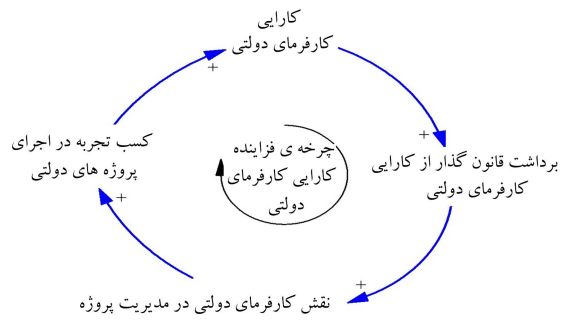 کارایی
کارفرمای دولتی
+
+
برداشت قانون گذار از کارایی
کارفرمای دولتی
چرخه ی فزاینده
کارایی کارفرمای
دولتی
کسب تجربه در اجرای
پروژه های دولتی
+
+
نقش کارفرمای دولتی در مدیریت پروژه